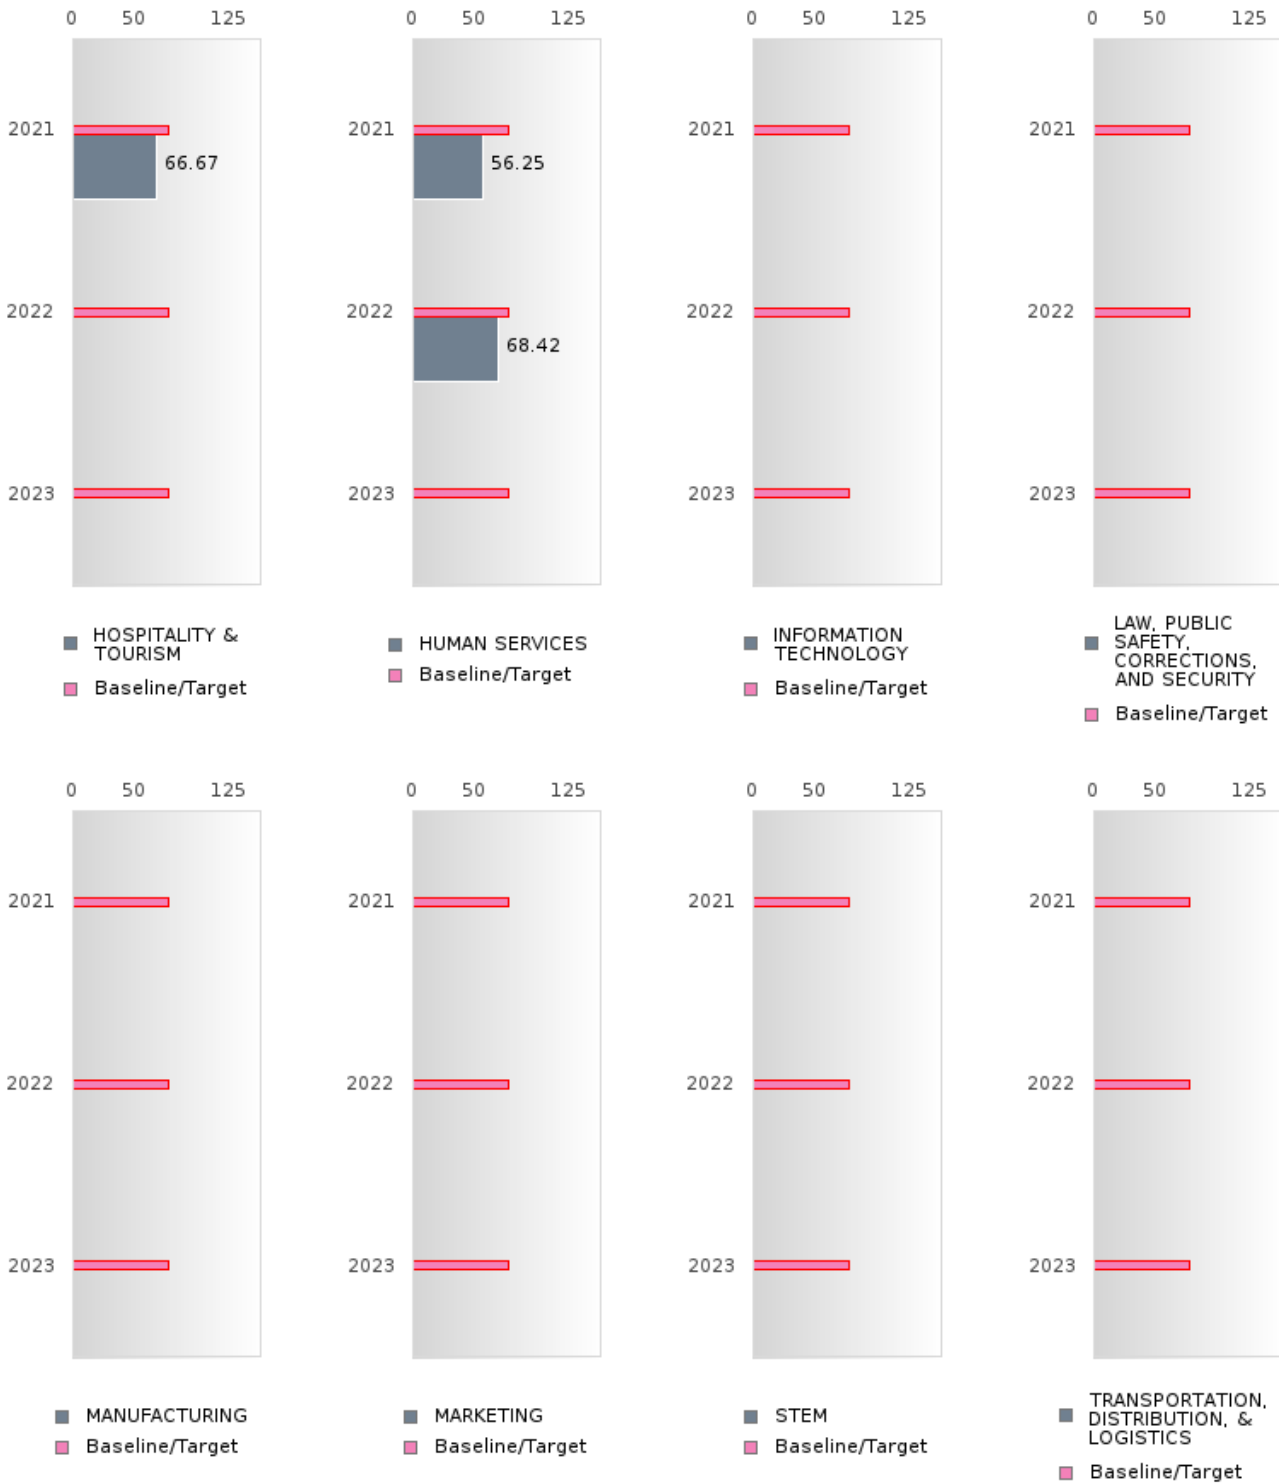 0 50 125
0 50 125
0 50 125
0 50 125
2021
66.67
2021
56.25
2021
2021
2022
2022
68.42
2022
2022
2023
2023
2023
2023
HOSPITALITY &
TOURISM
Baseline/Target
HUMAN SERVICES
Baseline/Target
INFORMATION
TECHNOLOGY
Baseline/Target
LAW, PUBLIC
SAFETY,
CORRECTIONS,
AND SECURITY
Baseline/Target
0 50 125
0 50 125
0 50 125
0 50 125
2021
2021
2021
2021
2022
2022
2022
2022
2023
2023
2023
2023
MANUFACTURING
Baseline/Target
MARKETING
Baseline/Target
STEM
Baseline/Target
TRANSPORTATION,
DISTRIBUTION, &
LOGISTICS
Baseline/Target